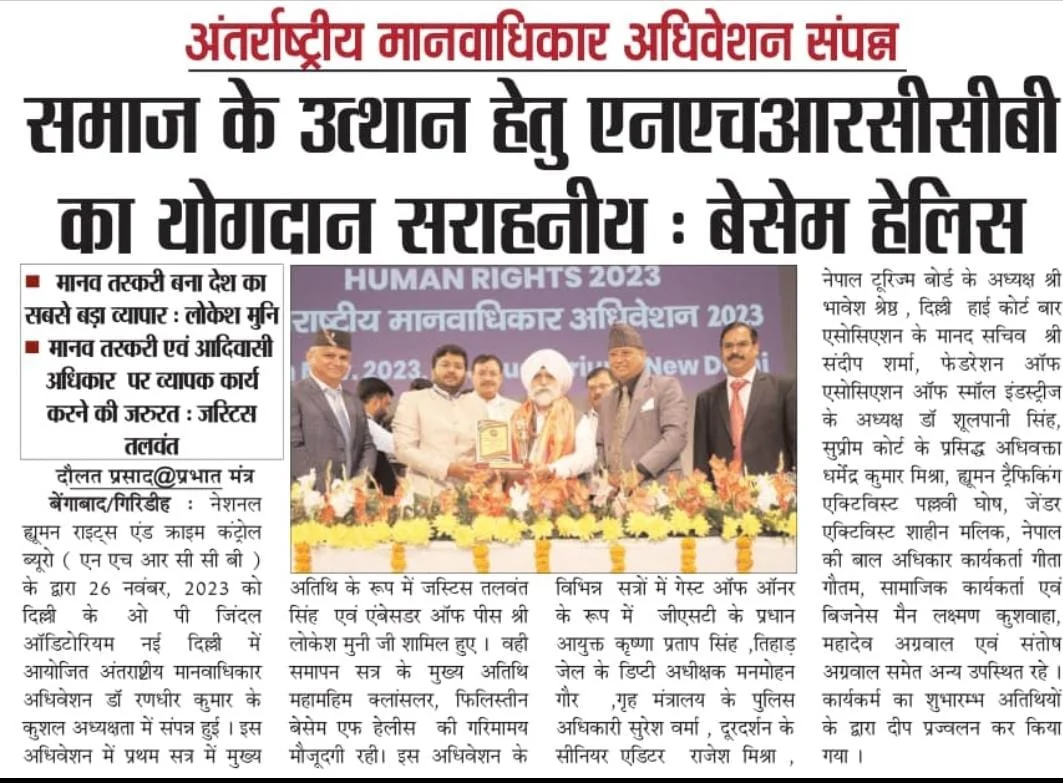 अंतर्राष्ट्रीय मानवाधिकार अधिवेशन संपन्न
समाज के उत्थान हेतु एनएचआरसीसीबी
का योगदान सराहनीय : बेसेम हेलिस
मानव तस्करी बना देश का
सबसे बड़ा व्यापार : लोकेश मुनि
मानव तस्करी एवं आदिवासी
अधिकार पर व्यापक कार्य
करने की जरुरत : जस्टिस
तलवंत
दौलत प्रसाद@प्रभात मंत्र
बेंगाबाद/गिरिडीह : नेशनल
ह्यूमन राइट्स एंड क्राइम कंट्रोल
ब्यूरो ( एन एच आर सी सी बी )
के द्वारा 26 नवंबर, 2023 को
दिल्ली के ओ पी जिंदल
ऑडिटोरियम नई दिल्ली में
आयोजित अंतराष्ट्रीय मानवाधिकार
अधिवेशन डॉ रणधीर कुमार के
कुशल अध्यक्षता में संपन्न हुई । इस
अधिवेशन में प्रथम सत्र में मुख्य
HUMAN RIGHTS 2023
राष्ट्रीय मानवाधिकार अधिवेशन 2023
2023, New Delhi
अतिथि के रूप में जस्टिस तलवंत
सिंह एवं एंबेसडर ऑफ पीस श्री
लोकेश मुनी जी शामिल हुए । वही
समापन सत्र के मुख्य अतिथि
महामहिम क्लांसलर, फिलिस्तीन
बेसेम एफ हेलीस की गरिमामय
मौजूदगी रही। इस अधिवेशन के
विभिन्न सत्रों में गेस्ट ऑफ ऑनर
के रूप में जीएसटी के प्रधान
आयुक्त कृष्णा प्रताप सिंह ,तिहाड़
जेल के डिप्टी अधीक्षक मनमोहन
गौर ,गृह मंत्रालय के पुलिस
अधिकारी सुरेश वर्मा , दूरदर्शन के
सीनियर एडिटर राजेश मिश्रा ,
नेपाल टूरिज्म बोर्ड के अध्यक्ष श्री
भावेश श्रेष्ठ , दिल्ली हाई कोर्ट बार
एसोसिएशन के मानद सचिव श्री
संदीप शर्मा, फेडरेशन ऑफ
एसोसिएशन ऑफ स्मॉल इंडस्ट्रीज
के अध्यक्ष डॉ शूलपानी सिंह,
सुप्रीम कोर्ट के प्रसिद्ध अधिवक्ता
धर्मेंद्र कुमार मिश्रा, ह्यूमन ट्रैफिकिंग
एक्टिविस्ट पल्लवी घोष, जेंडर
एक्टिविस्ट शाहीन मलिक, नेपाल
की बाल अधिकार कार्यकर्ता गीता
गौतम, सामाजिक कार्यकर्ता एवं
बिजनेस मैन लक्ष्मण कुशवाहा,
महादेव अग्रवाल एवं संतोष
अग्रवाल समेत अन्य उपस्थित रहे ।
कार्यकर्म का शुभारम्भ अतिथियों
के द्वारा दीप प्रज्वलन कर किया
गया ।